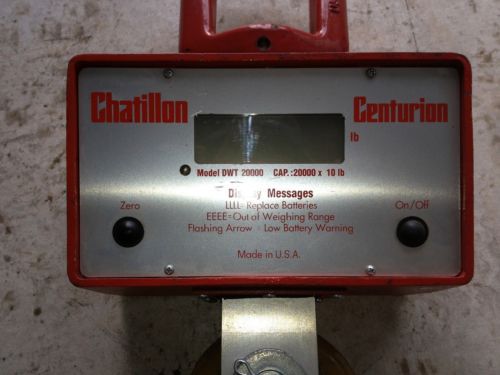 Chatillon
Centurion
lb
Model DWT 20000 CAP.:20000 x 10 lb
Display Messages
LLLL=Replace Batteries
EEEE=Out of Weighing Range
Flashing Arrow = Low Battery Warning
Zero
On/Off
Made in U.S.A.